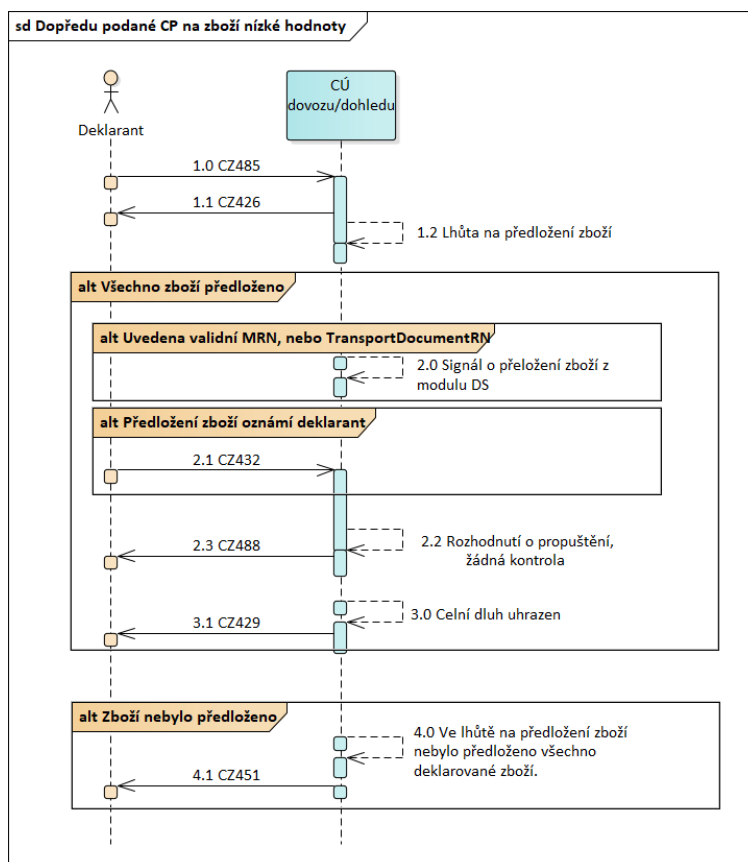 sd Dopředu podané CP na zboží nízké hodnoty
CÚ
dovozu/dohledu
Deklarant
1.0 CZ485
1.1 CZ426
1.2 Lhůta na předložení zboží
alt Všechno zboží předloženo
alt Uvedena validní MRN, nebo TransportDocumentRN
2.0 Signál o přeložení zboží z
modulu DS
alt Předložení zboží oznámí deklarant
2.1 CZ432
2.2 Rozhodnutí o propuštění,
žádná kontrola
2.3 CZ488
3.0 Celní dluh uhrazen
3.1 CZ429
alt Zboží nebylo předloženo
4.0 Ve lhůtě na předložení zboží
nebylo předloženo všechno
deklarované zboží.
4.1 CZ451